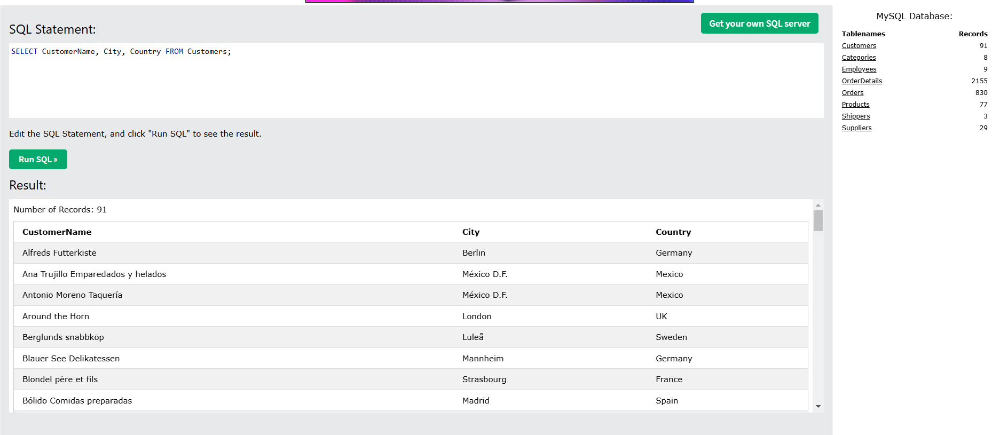 Get your own SQL server
SQL Statement:
SELECT CustomerName, City, Country FROM Customers;
Edit the SQL Statement, and click "Run SQL" to see the result.
Run SQL »
Result:
Number of Records: 91
CustomerName City Country
Alfreds Futterkiste Berlin Germany
Ana Trujillo Emparedados y helados México D.F. Mexico
Antonio Moreno Taquería México D.F. Mexico
Around the Horn London UK
Berglunds snabbköp Luleå Sweden
Blauer See Delikatessen Mannheim Germany
Blondel père et fils Strasbourg France
Bólido Comidas preparadas Madrid Spain
MySQL Database:
Tablenames Records
Customers 91
Categories 8
Employees 9
OrderDetails 2155
Orders 830
Products 77
Shippers 3
Suppliers 29